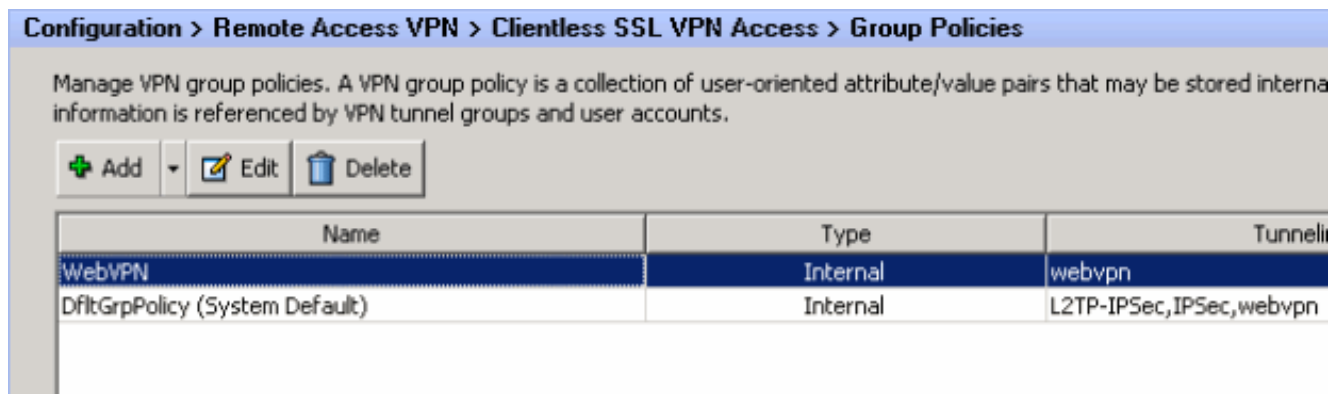 Configuration > Remote Access VPN > Clientless SSL VPN Access > Group Policies
Manage VPN group policies. A VPN group policy is a collection of user-oriented attribute/value pairs that may be stored interna
information is referenced by VPN tunnel groups and user accounts.
Add Edit Delete
Name Type Tunneli
WebVPN Internal webvpn
DfltGrpPolicy (System Default) Internal L2TP-IPSec,IPSec,webvpn